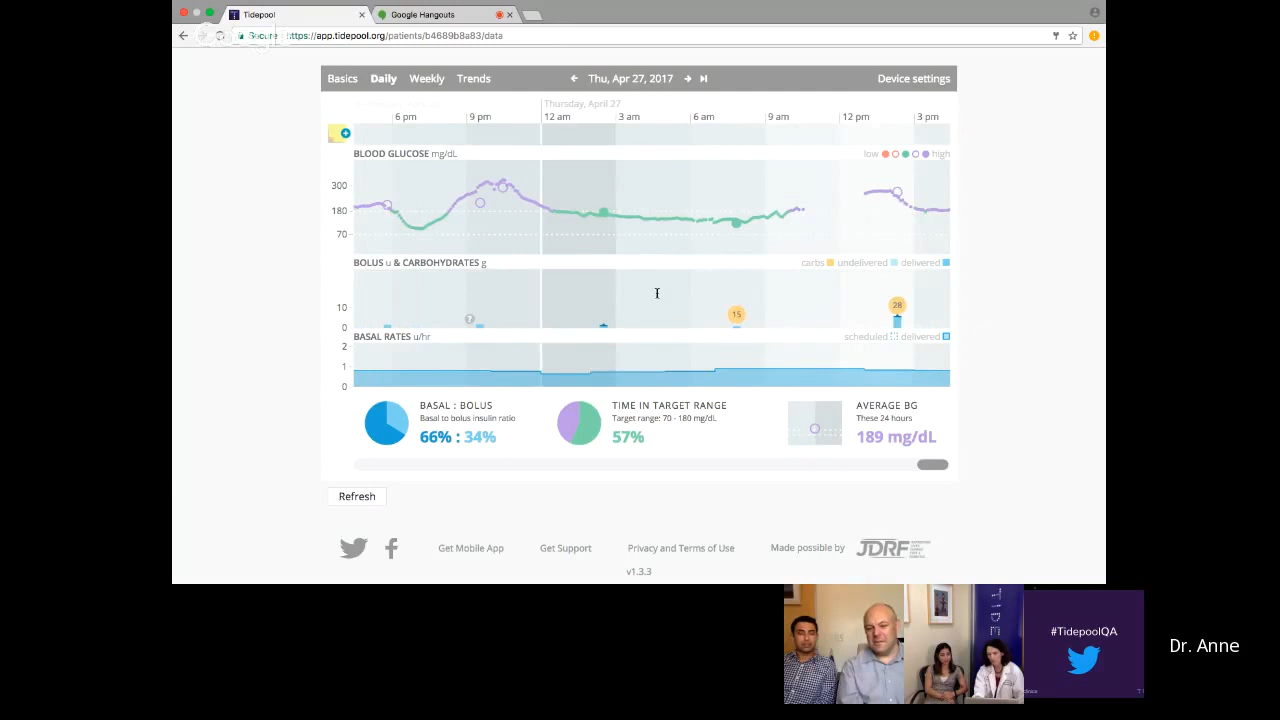 Tidepool
Google Hangouts
Secure https://app.tidepool.org/patients/b4689b8a83/data
Basics Daily Weekly Trends Thu, Apr 27, 2017 Device settings
Thursday, April 27
6 pm 9 pm 12 am 3 am 6 am 9 am 12 pm 3 pm
BLOOD GLUCOSE mg/dL low high
300
180
70
BOLUS u & CARBOHYDRATES g carbs undelivered delivered
10
0
?
15
28
BASAL RATES u/hr scheduled delivered
2
1
0
BASAL : BOLUS
Basal to bolus insulin ratio
66% : 34%
TIME IN TARGET RANGE
Target range: 70 - 180 mg/dL
57%
AVERAGE BG
These 24 hours
189 mg/dL
Refresh
Get Mobile App Get Support Privacy and Terms of Use Made possible by JDRF
v1.3.3
TIDE
#TidepoolQA
Dr. Anne